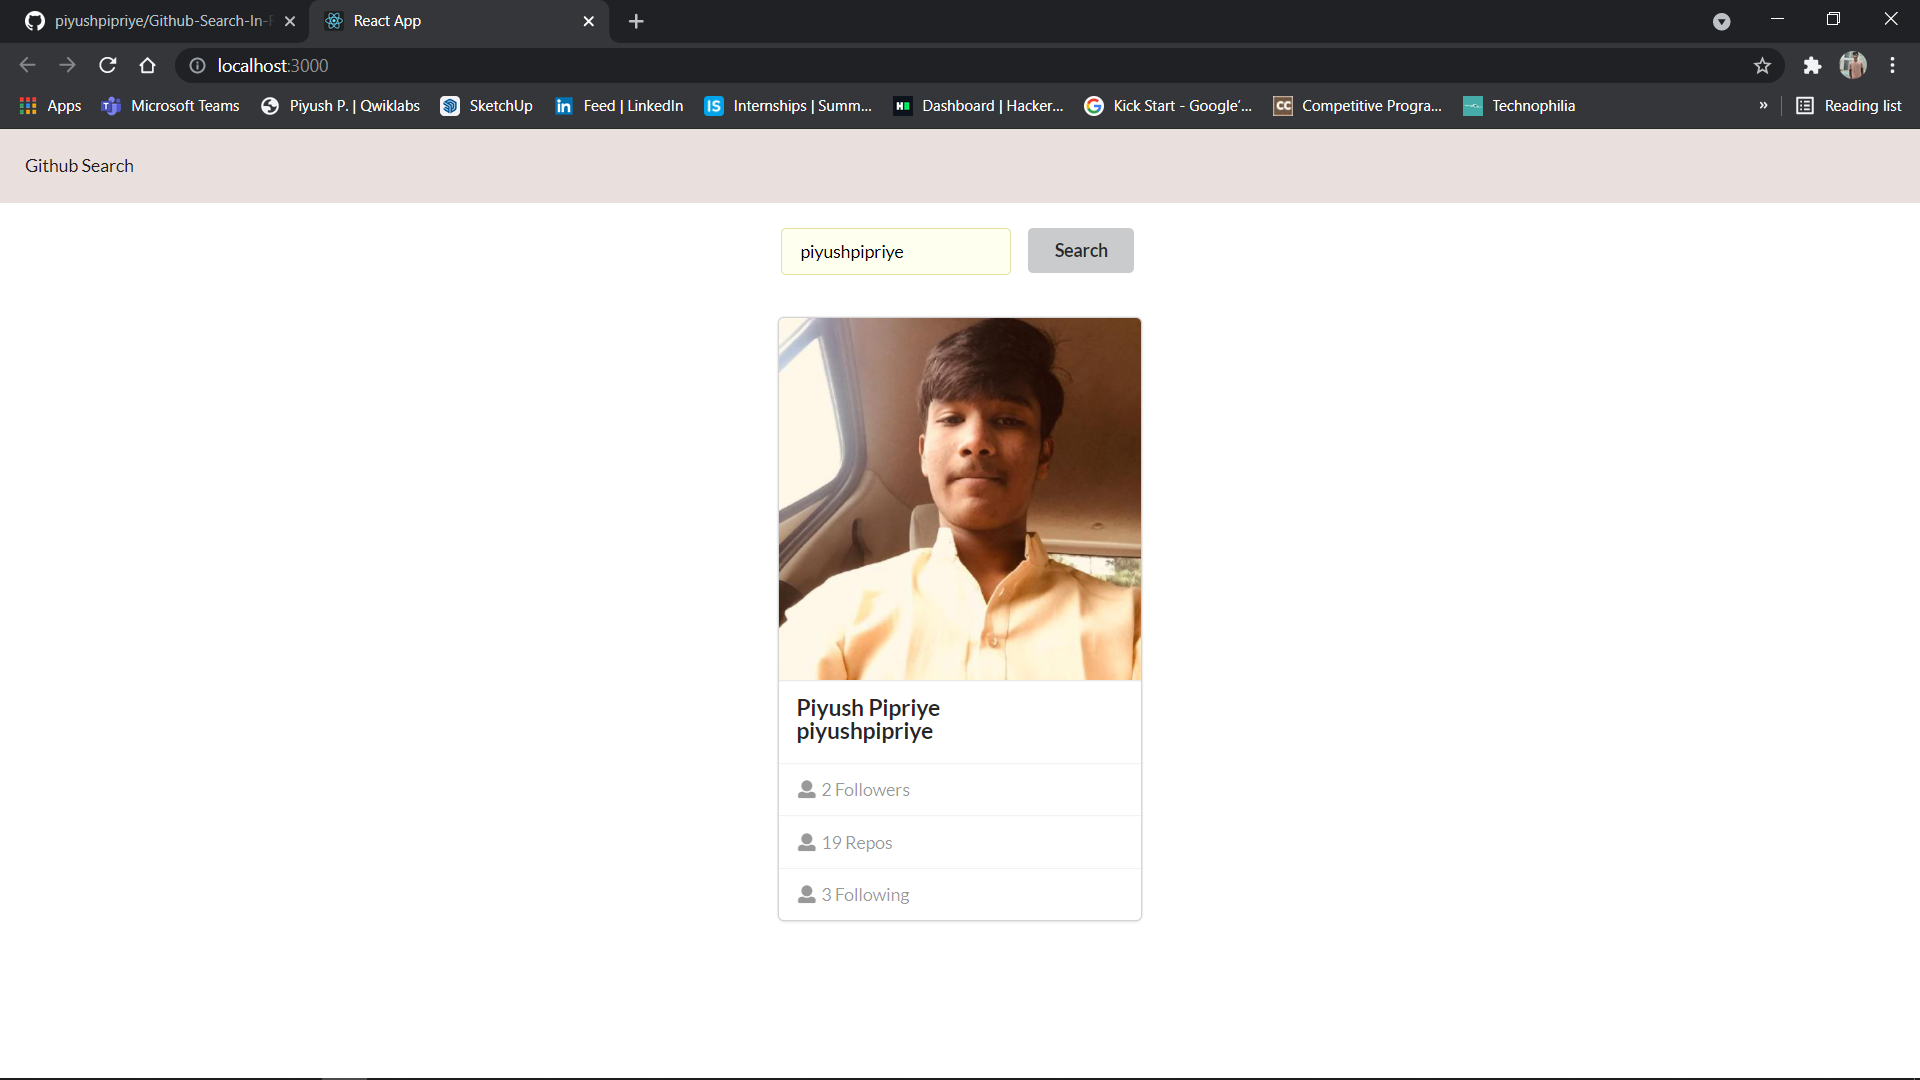 piyushpipriye/Github-Search-In-R
React App
localhost:3000
Apps
Microsoft Teams
Piyush P. | Qwiklabs
SketchUp
Feed | LinkedIn
IS
Internships | Summ...
Dashboard | Hacker...
Kick Start - Google'...
CC
Competitive Progra...
Technophilia
»
Reading list
Github Search
piyushpipriye
Search
Piyush Pipriye
piyushpipriye
2 Followers
19 Repos
3 Following